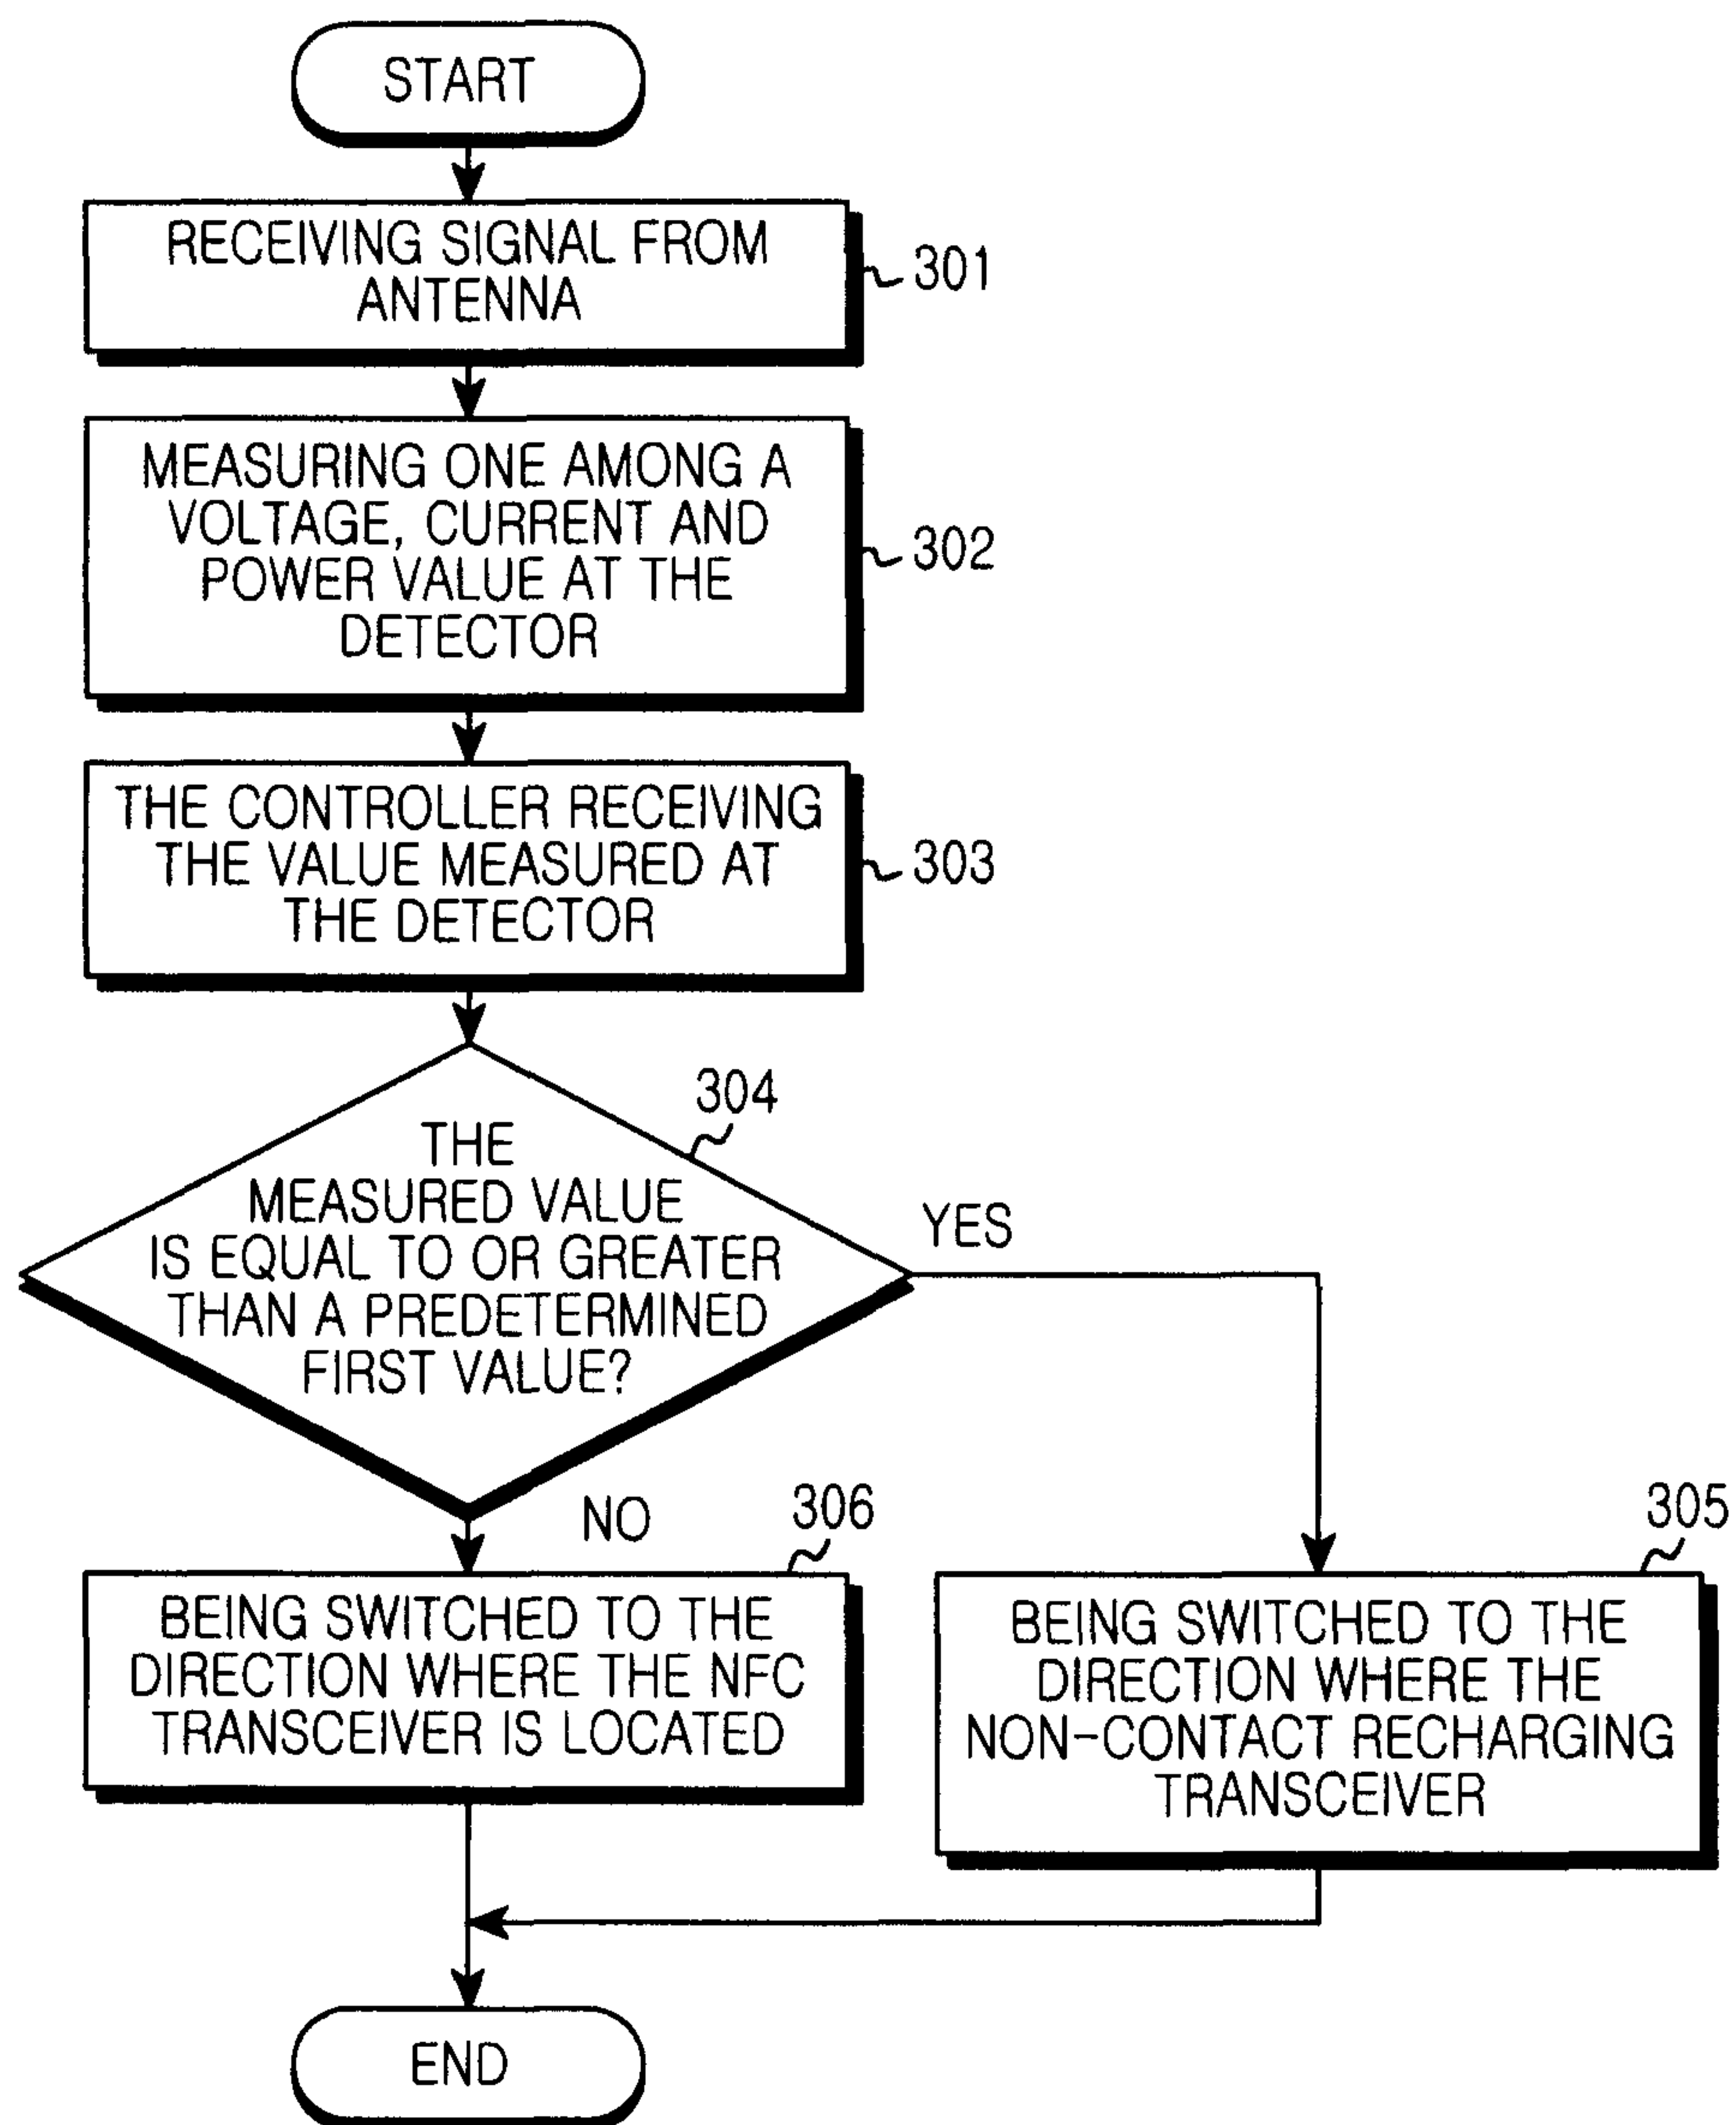 START
RECEIVING SIGNAL FROM
ANTENNA
301
MEASURING ONE AMONG A
VOLTAGE, CURRENT AND
POWER VALUE AT THE
DETECTOR
302
THE CONTROLLER RECEIVING
THE VALUE MEASURED AT
THE DETECTOR
303
304
THE
MEASURED VALUE
IS EQUAL TO OR GREATER
THAN A PREDETERMINED
FIRST VALUE?
YES
NO
306
BEING SWITCHED TO THE
DIRECTION WHERE THE NFC
TRANSCEIVER IS LOCATED
305
BEING SWITCHED TO THE
DIRECTION WHERE THE
NON-CONTACT RECHARGING
TRANSCEIVER
END